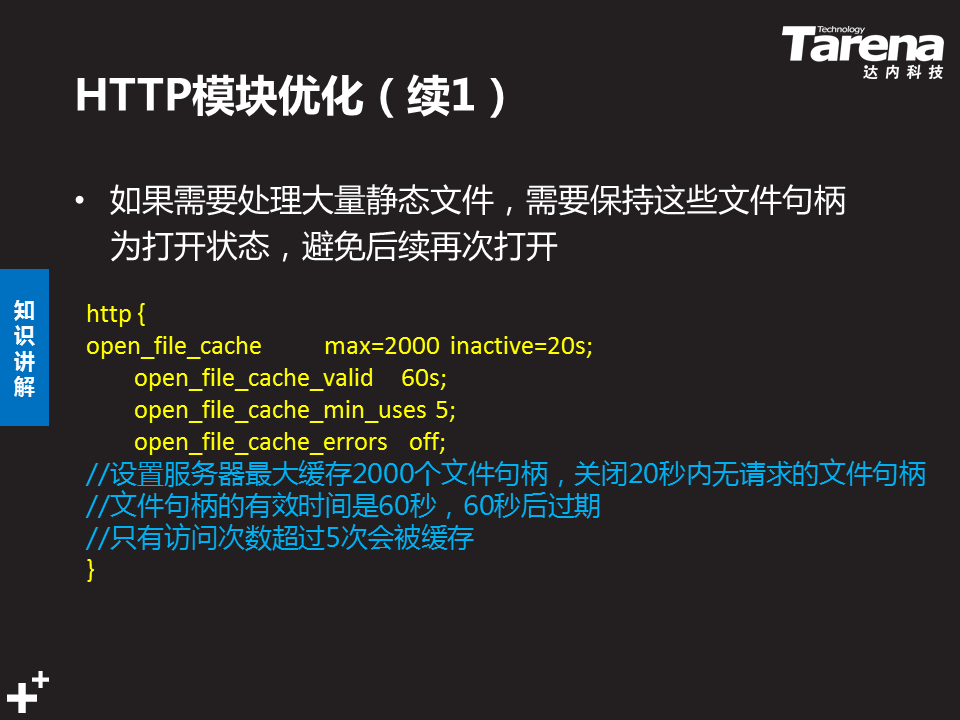 Technology
Tarena
达内科技
HTTP模块优化（续1）
• 如果需要处理大量静态文件，需要保持这些文件句柄
为打开状态，避免后续再次打开
知
识
讲
解
http {
open_file_cache max=2000 inactive=20s;
open_file_cache_valid 60s;
open_file_cache_min_uses 5;
open_file_cache_errors off;
//设置服务器最大缓存2000个文件句柄，关闭20秒内无请求的文件句柄
//文件句柄的有效时间是60秒，60秒后过期
//只有访问次数超过5次会被缓存
}